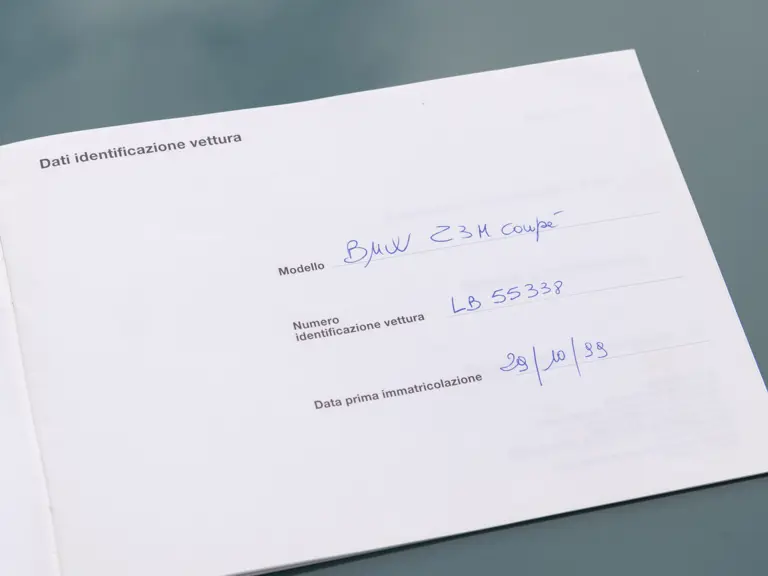 Dati identificazione vettura
Modello BMW Z3M coupé
Numero
identificazione vettura LB 55338
Data prima immatricolazione 29/10/99